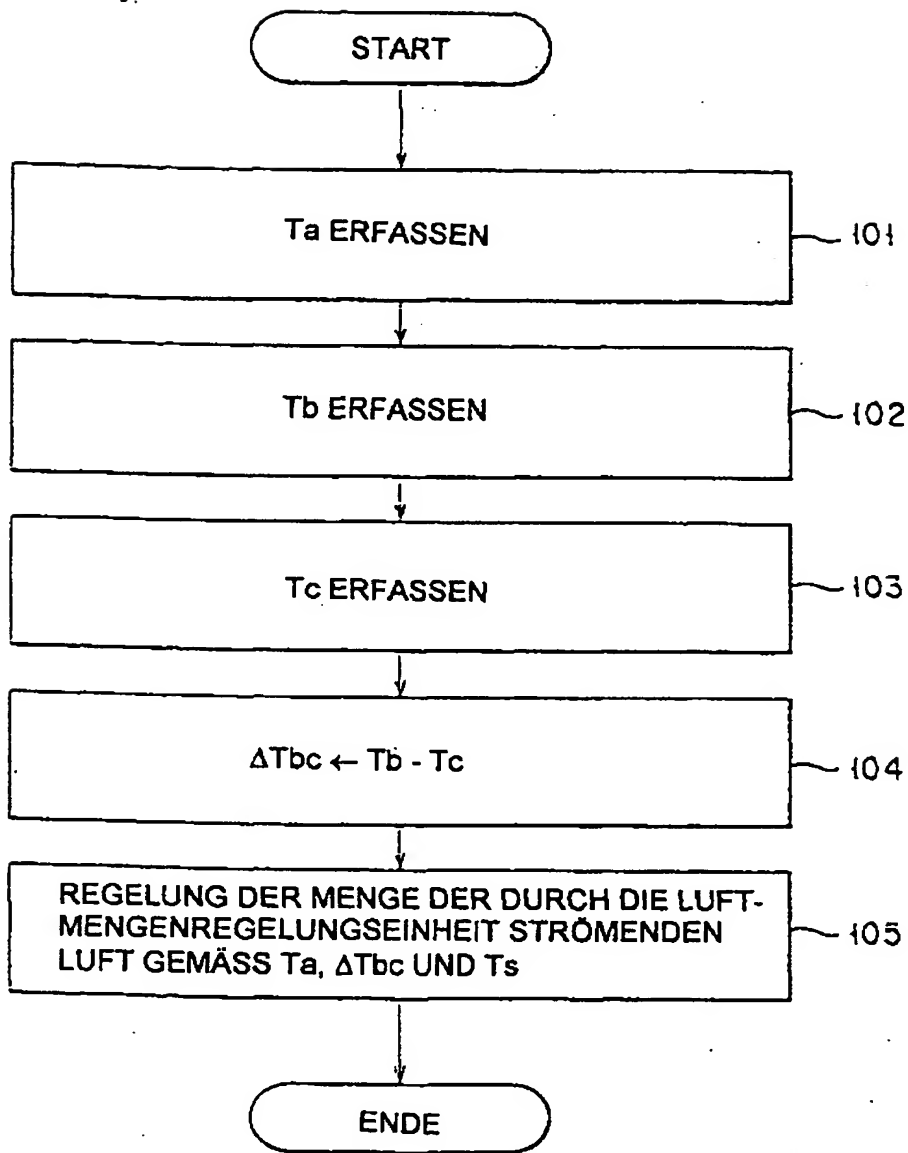 START
Ta ERFASSEN
101
Tb ERFASSEN
102
Tc ERFASSEN
103
ΔTbc ← Tb - Tc
104
REGELUNG DER MENGE DER DURCH DIE LUFT-
MENGENREGELUNGSEINHEIT STRÖMENDEN
LUFT GEMÄSS Ta, ΔTbc UND Ts
105
ENDE